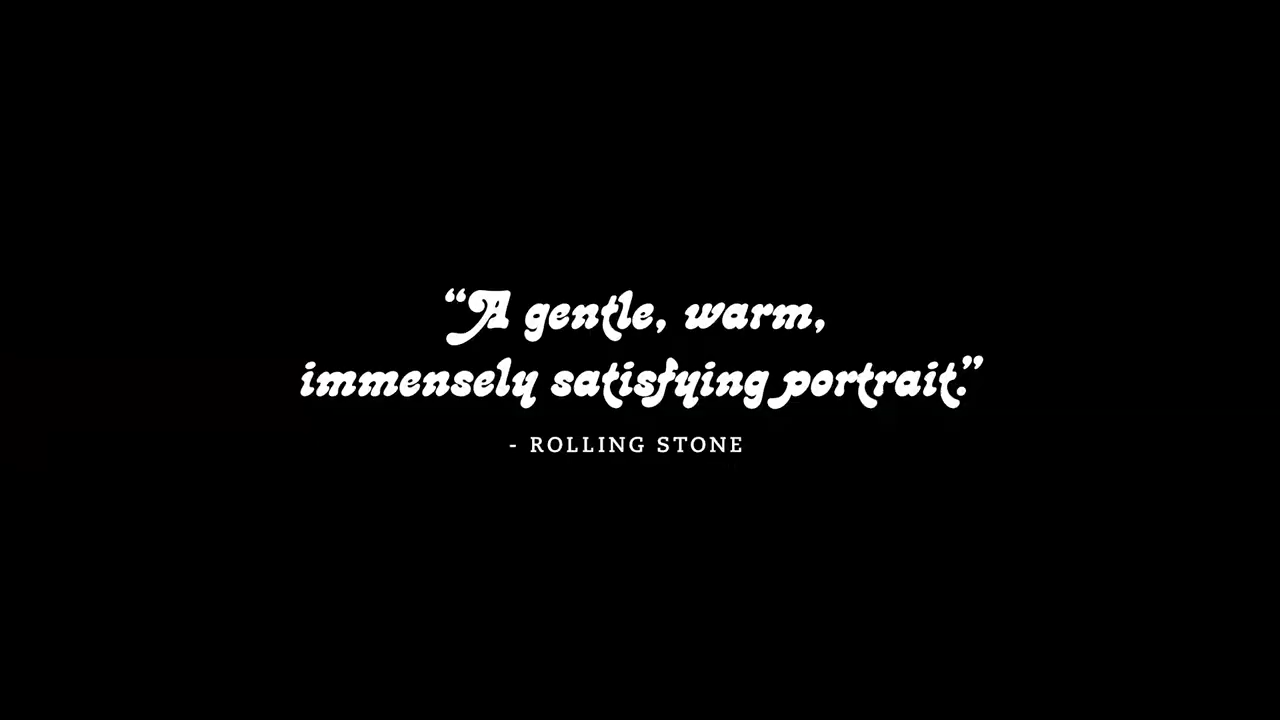 “A gentle, warm,
immensely satisfying portrait.”
- ROLLING STONE